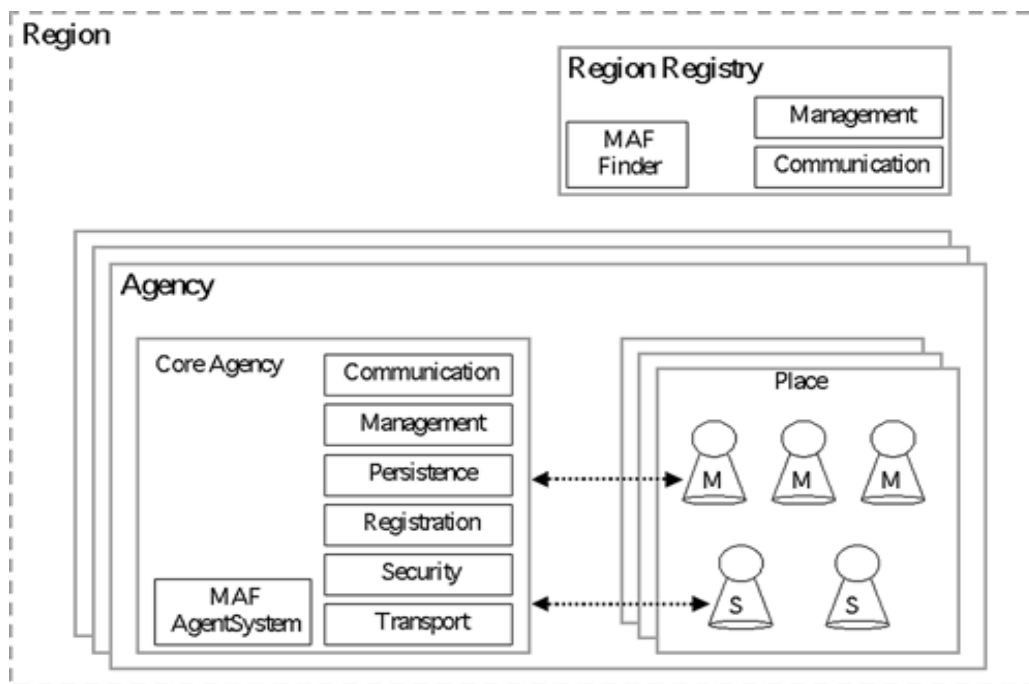 Region
Region Registry
Management
MAF
Finder
Communication
Agency
Core Agency
Communication
Management
Persistence
Registration
Security
Transport
MAF
AgentSystem
Place
M M M
S S